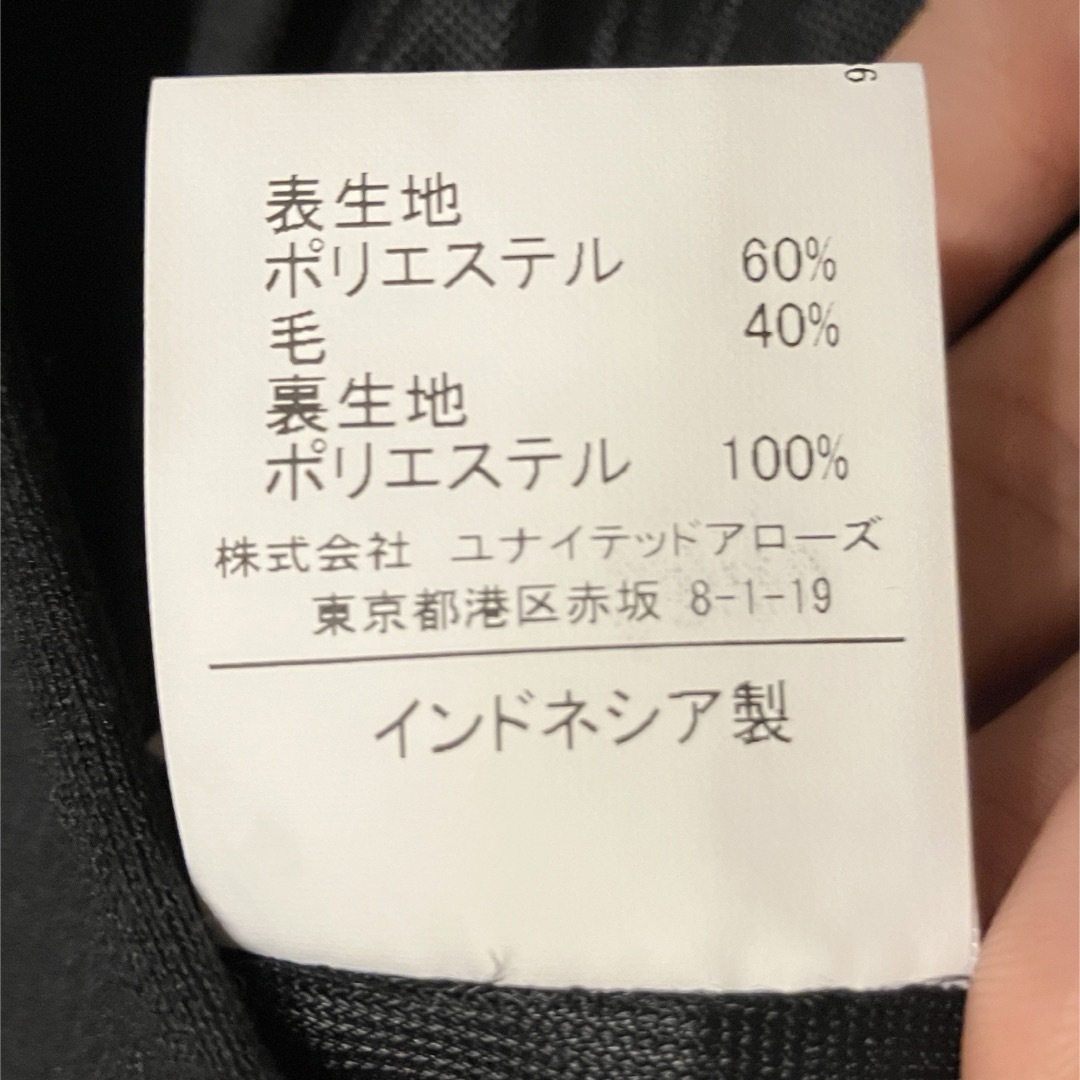 6
表生地
ポリエステル 60%
毛 40%
裏生地
ポリエステル 100%
株式会社 ユナイテッドアローズ
東京都港区赤坂 8-1-19
インドネシア製